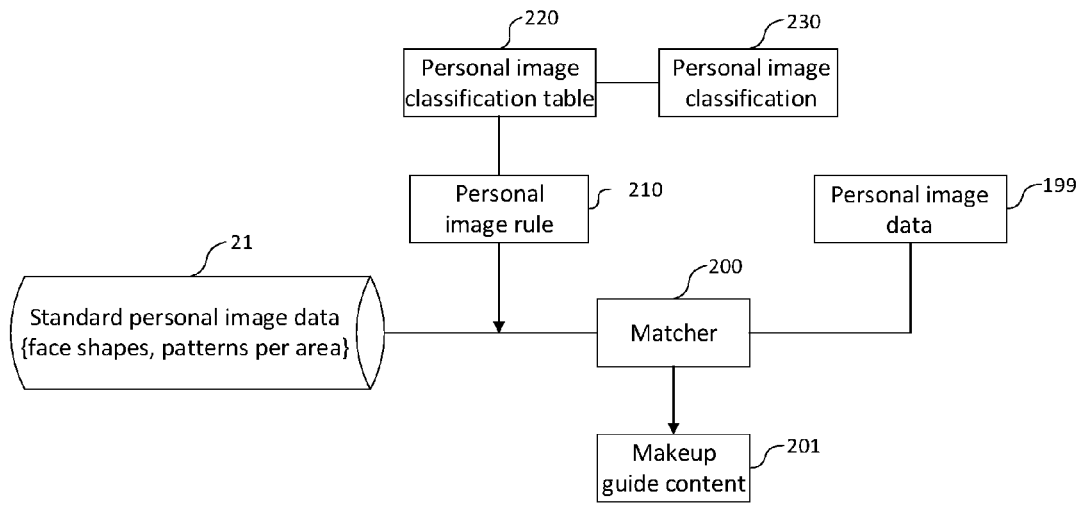 220
230
Personal image
classification table
Personal image
classification
Personal
image rule
210
Personal image
data
199
21
Standard personal image data
{face shapes, patterns per area}
200
Matcher
Makeup
guide content
201